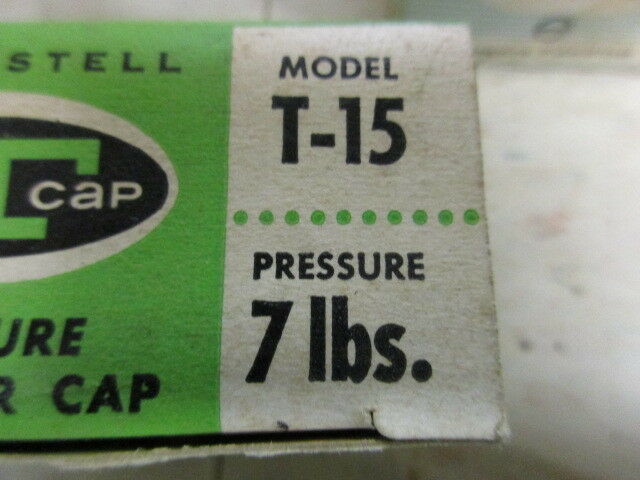 STELL
T
cap
URE
R CAP
MODEL
T-15
PRESSURE
7 lbs.